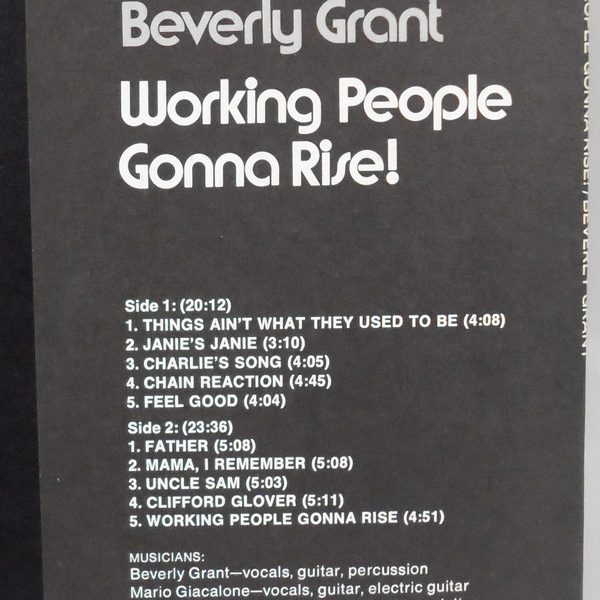 Beverly Grant
Working People
Gonna Rise!
Side 1: (20:12)
1. THINGS AIN'T WHAT THEY USED TO BE (4:08)
2. JANIE'S JANIE (3:10)
3. CHARLIE'S SONG (4:05)
4. CHAIN REACTION (4:45)
5. FEEL GOOD (4:04)
Side 2: (23:36)
1. FATHER (5:08)
2. MAMA, I REMEMBER (5:08)
3. UNCLE SAM (5:03)
4. CLIFFORD GLOVER (5:11)
5. WORKING PEOPLE GONNA RISE (4:51)
MUSICIANS:
Beverly Grant—vocals, guitar, percussion
Mario Giacalone—vocals, guitar, electric guitar
GONNA RISE!/BEVERLY GRANT